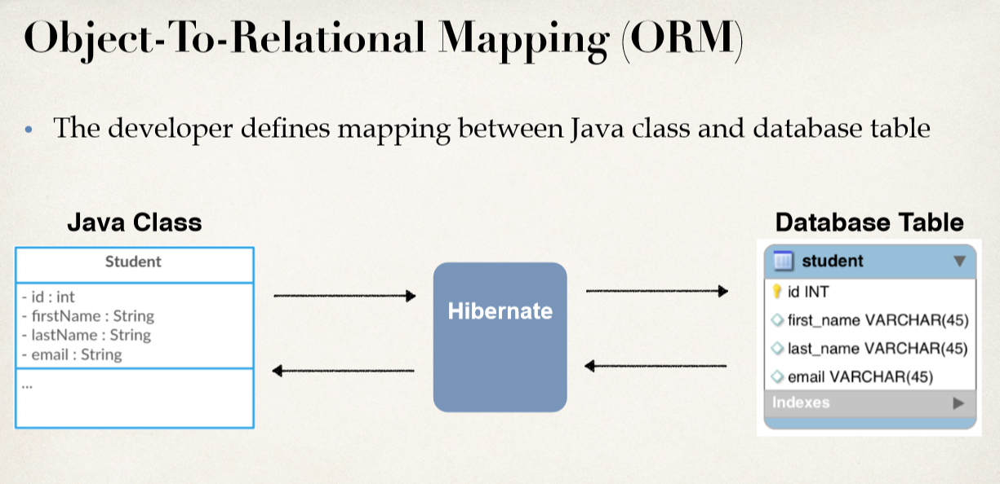 Object-To-Relational Mapping (ORM)
• The developer defines mapping between Java class and database table
Java Class
Student
- id : int
- firstName : String
- lastName : String
- email : String
...
Hibernate
Database Table
student
id INT
first_name VARCHAR(45)
last_name VARCHAR(45)
email VARCHAR(45)
Indexes